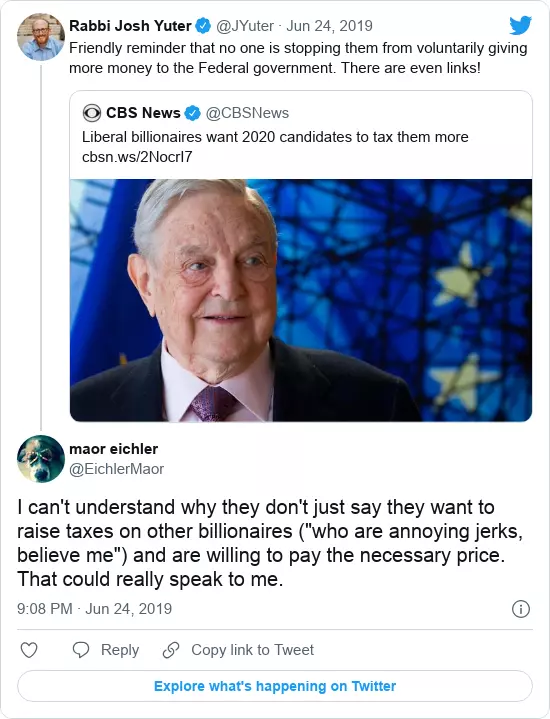 Rabbi Josh Yuter @JYuter · Jun 24, 2019
Friendly reminder that no one is stopping them from voluntarily giving
more money to the Federal government. There are even links!
CBS News @CBSNews
Liberal billionaires want 2020 candidates to tax them more
cbsn.ws/2NocrI7
maor eichler
@EichlerMaor
I can't understand why they don't just say they want to
raise taxes on other billionaires ("who are annoying jerks,
believe me") and are willing to pay the necessary price.
That could really speak to me.
9:08 PM · Jun 24, 2019
Reply Copy link to Tweet
Explore what's happening on Twitter